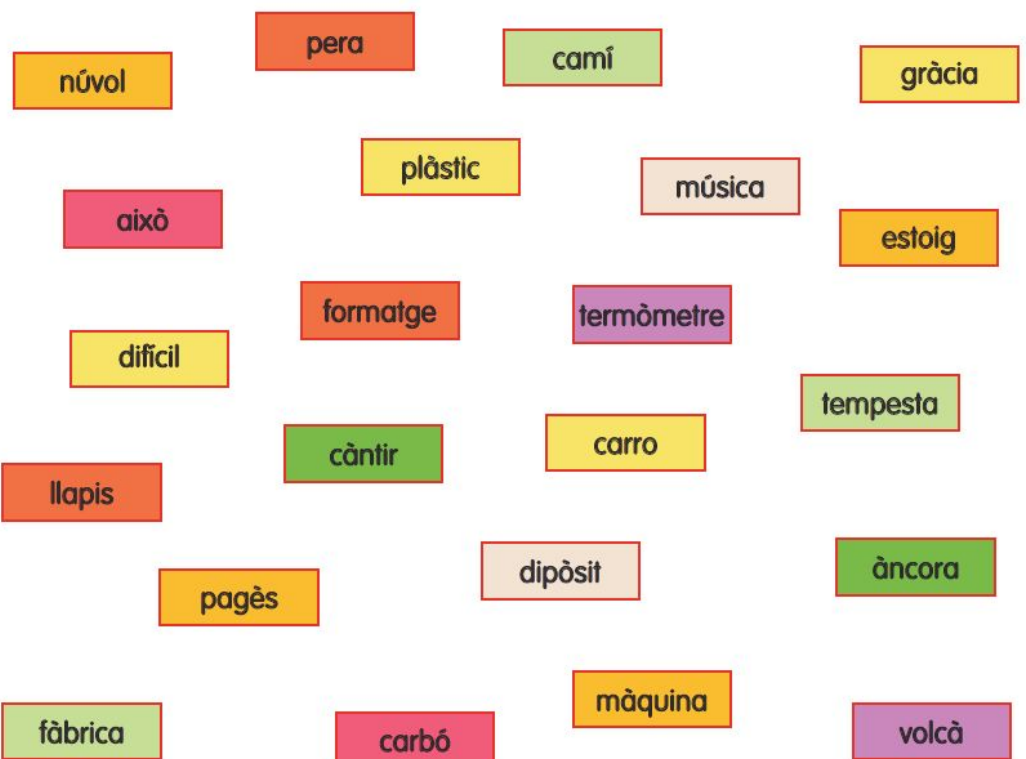 pera
camí
gràcia
núvol
plàstic
música
això
estoig
formatge
termòmetre
difícil
tempesta
càntir
carro
llapis
dipòsit
àncora
pagès
màquina
fàbrica
carbó
volcà